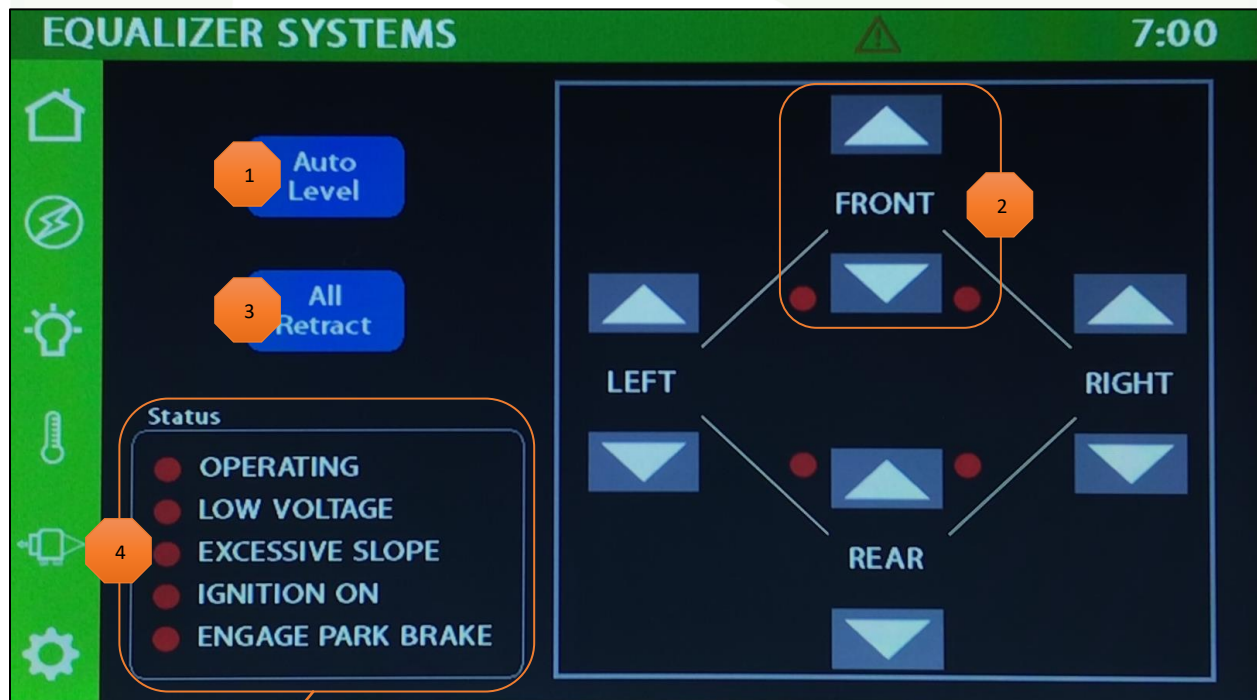 EQUALIZER SYSTEMS
7:00
1
Auto
Level
3
All
Retract
Status
4
OPERATING
LOW VOLTAGE
EXCESSIVE SLOPE
IGNITION ON
ENGAGE PARK BRAKE
FRONT
2
LEFT
RIGHT
REAR